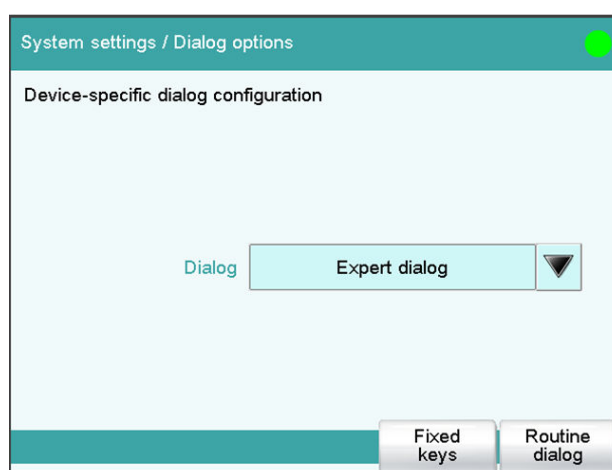 System settings / Dialog options
Device-specific dialog configuration
Dialog
Expert dialog
Fixed
keys
Routine
dialog